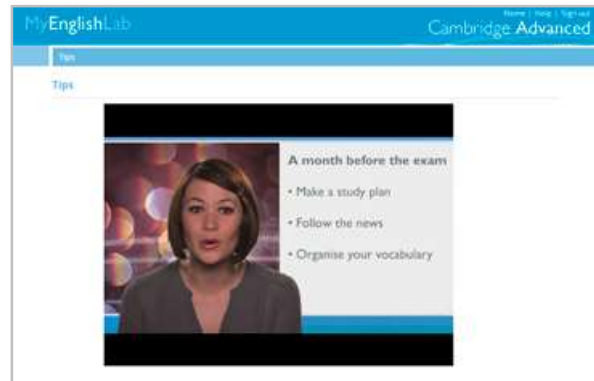 Home | Help | Sign out
MyEnglishLab
Cambridge Advanced
Tips
Tips
A month before the exam
• Make a study plan
• Follow the news
• Organise your vocabulary